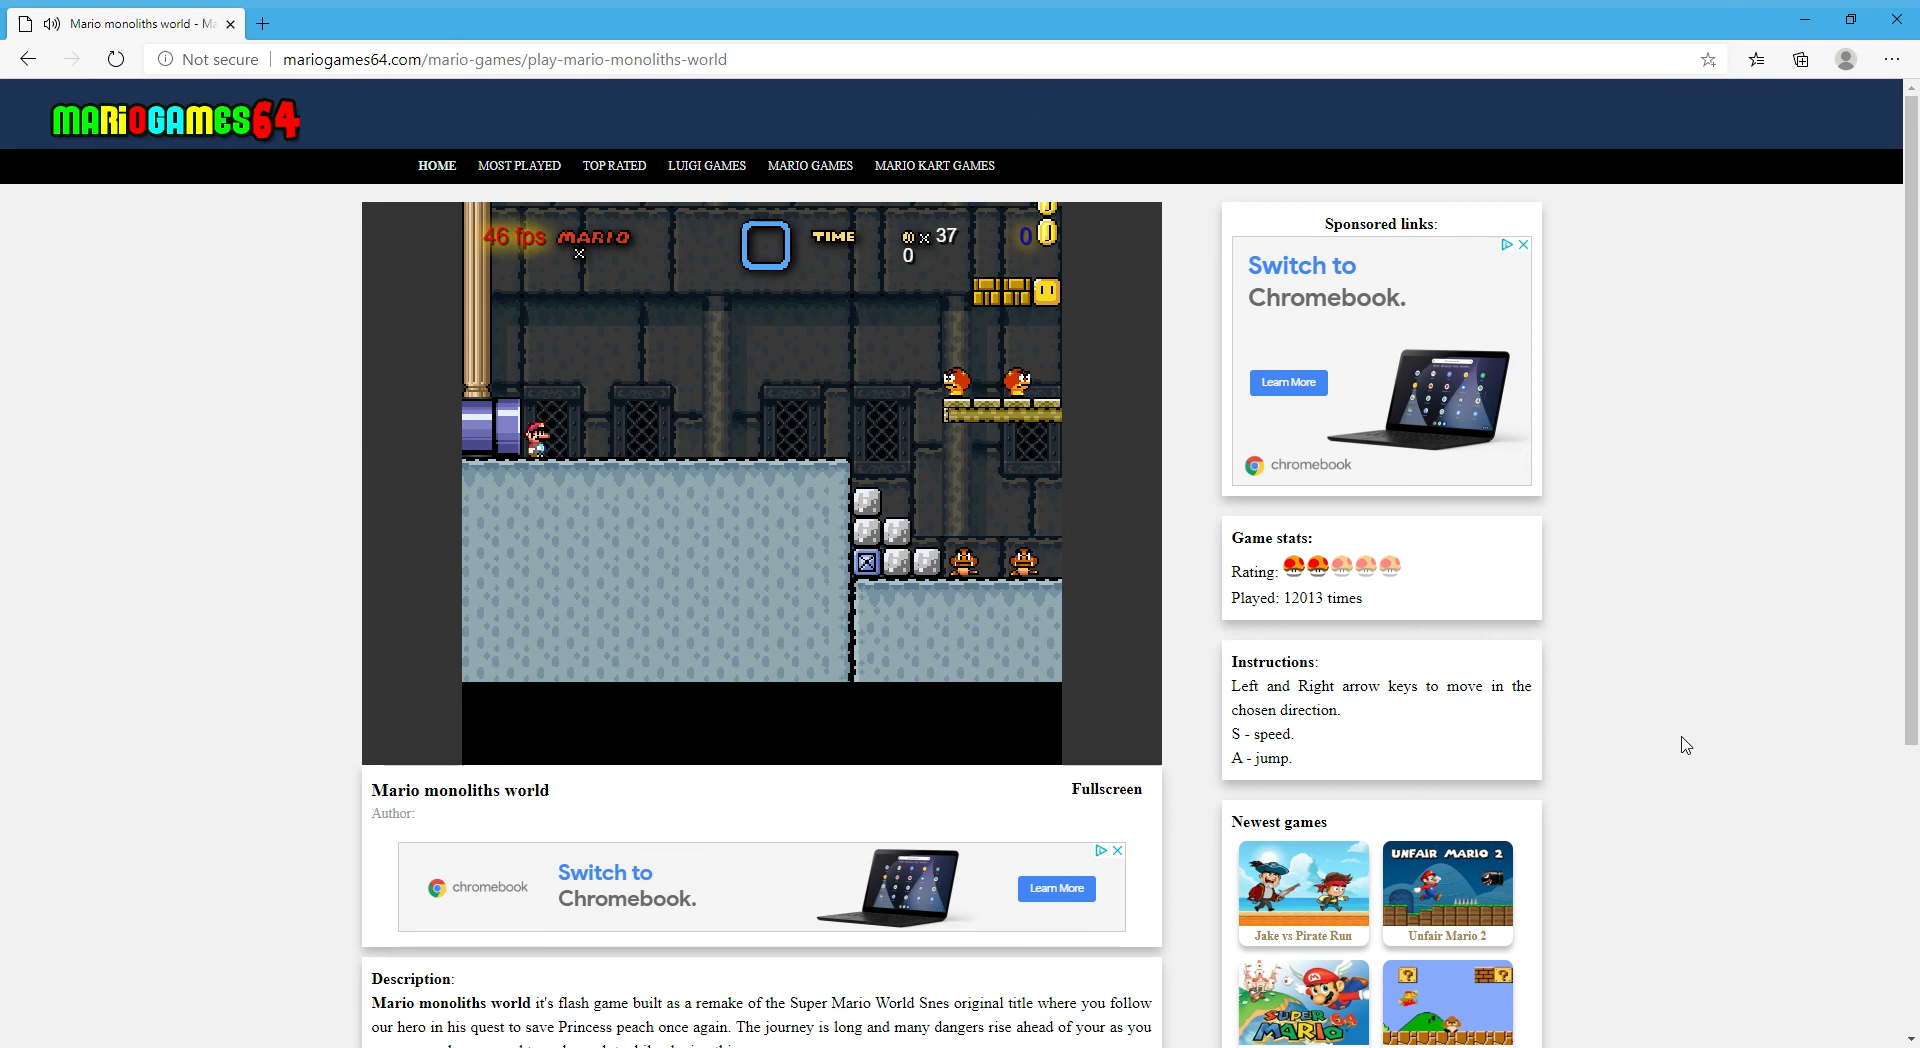 Mario monoliths world - Ma
Not secure
mariogames64.com/mario-games/play-mario-monoliths-world
MARIOGAMES64
HOME MOST PLAYED TOP RATED LUIGI GAMES MARIO GAMES MARIO KART GAMES
46 fps MARIO TIME x 37 0
x 0
Sponsored links:
Switch to
Chromebook.
Learn More
chromebook
Game stats:
Rating:
Played: 12013 times
Instructions:
Left and Right arrow keys to move in the
chosen direction.
S - speed.
A - jump.
Mario monoliths world Fullscreen
Author:
chromebook
Switch to
Chromebook.
Learn More
Description:
Mario monoliths world it's flash game built as a remake of the Super Mario World Snes original title where you follow
our hero in his quest to save Princess peach once again. The journey is long and many dangers rise ahead of your as you
Newest games
UNFAIR MARIO 2
Jake vs Pirate Run Unfair Mario 2
SUPER
MARIO 64